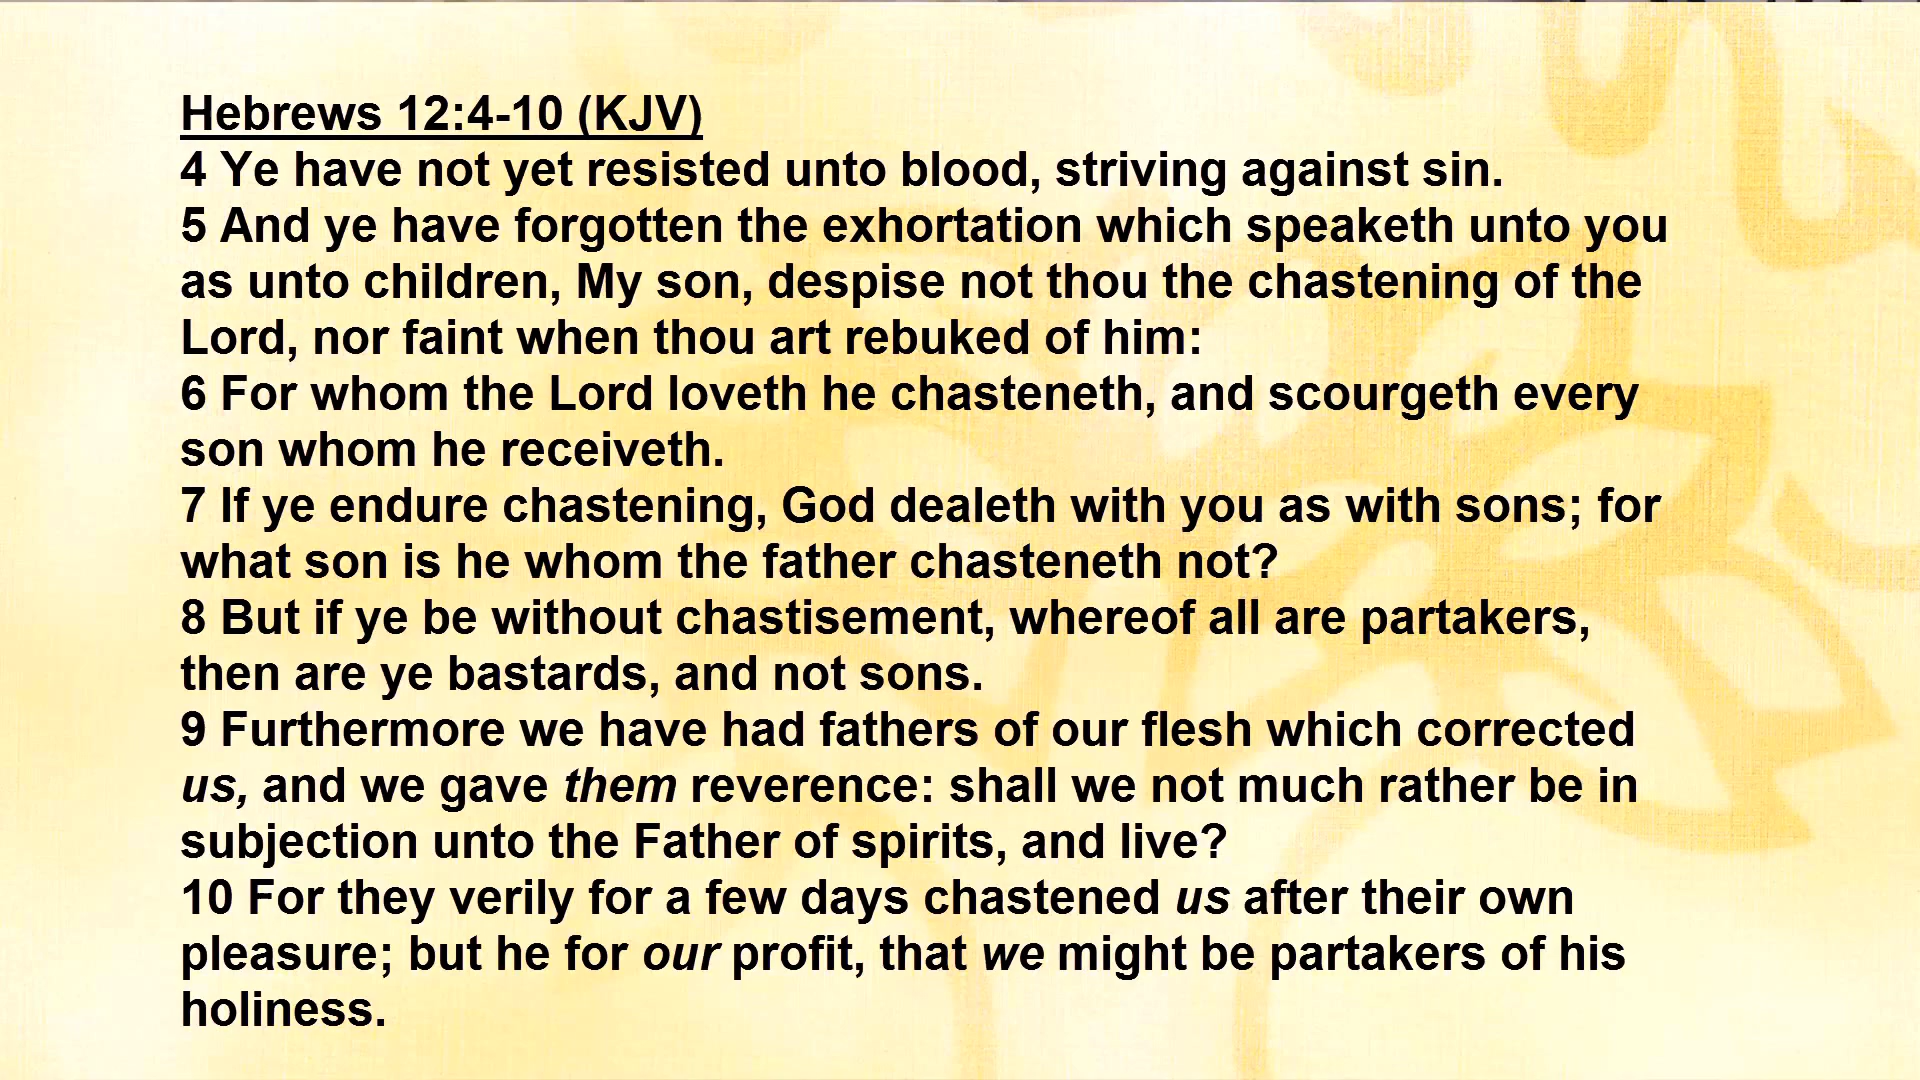 Hebrews 12:4-10 (KJV)
4 Ye have not yet resisted unto blood, striving against sin.
5 And ye have forgotten the exhortation which speaketh unto you
as unto children, My son, despise not thou the chastening of the
Lord, nor faint when thou art rebuked of him:
6 For whom the Lord loveth he chasteneth, and scourgeth every
son whom he receiveth.
7 If ye endure chastening, God dealeth with you as with sons; for
what son is he whom the father chasteneth not?
8 But if ye be without chastisement, whereof all are partakers,
then are ye bastards, and not sons.
9 Furthermore we have had fathers of our flesh which corrected
us, and we gave them reverence: shall we not much rather be in
subjection unto the Father of spirits, and live?
10 For they verily for a few days chastened us after their own
pleasure; but he for our profit, that we might be partakers of his
holiness.